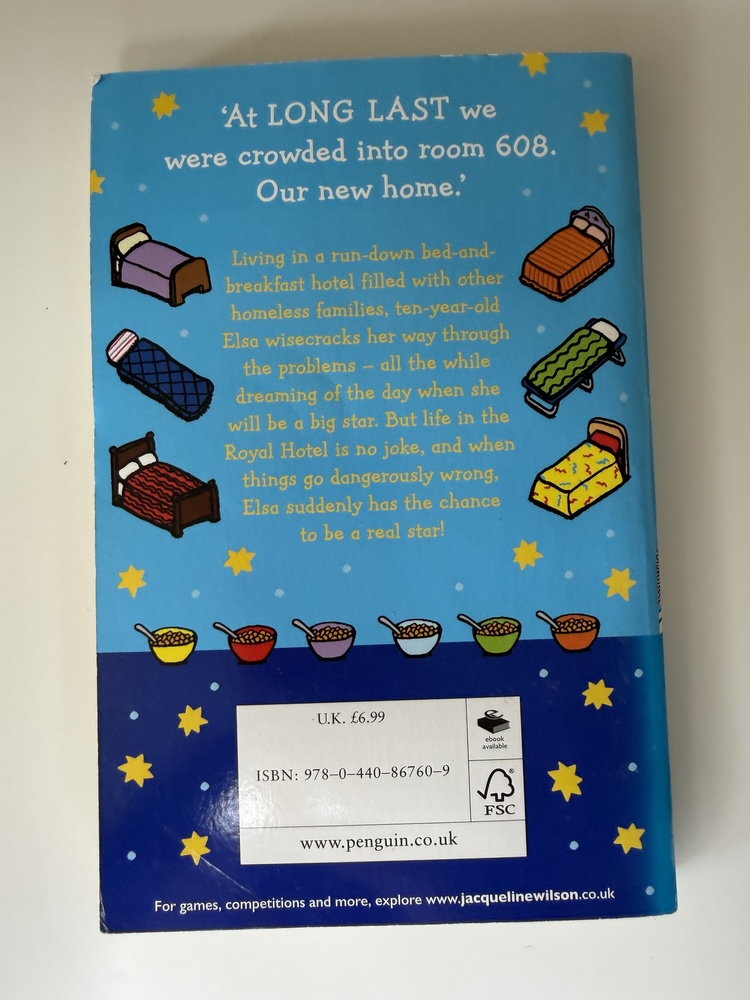 ‘At LONG LAST we
were crowded into room 608.
Our new home.’
Living in a run-down bed-and-
breakfast hotel filled with other
homeless families, ten-year-old
Elsa wisecracks her way through
the problems – all the while
dreaming of the day when she
will be a big star. But life in the
Royal Hotel is no joke, and when
things go dangerously wrong,
Elsa suddenly has the chance
to be a real star!
U.K. £6.99
ISBN: 978–0–440–86760–9
www.penguin.co.uk
e
ebook
available
®
FSC
For games, competitions and more, explore www.jacquelinewilson.co.uk